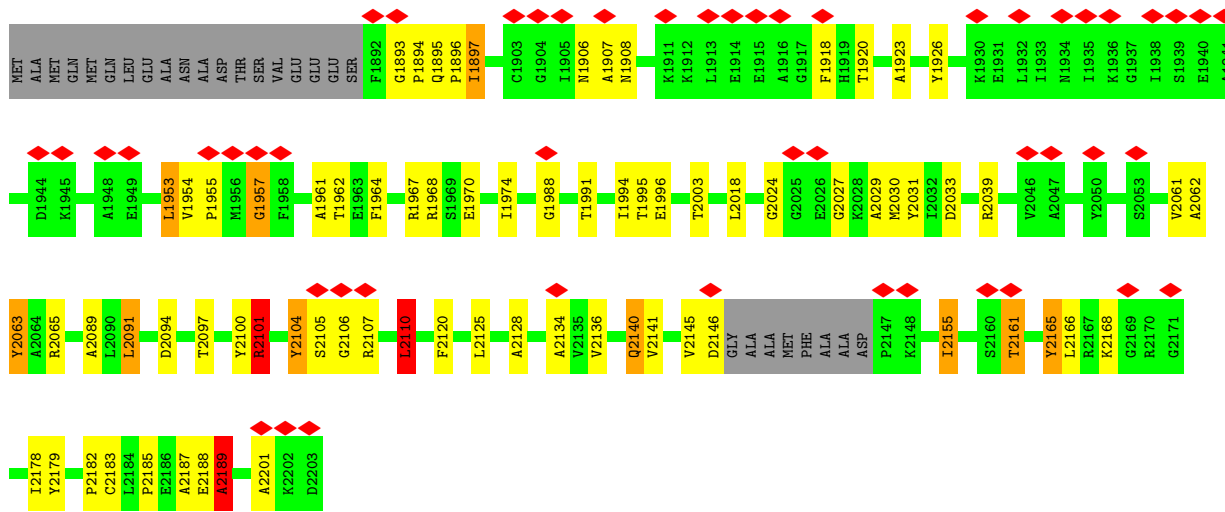 MET ALA MET GLN MET GLN LEU GLU ALA ASN ALA ASP THR SER VAL GLU GLU GLU SER F1892 G1893 P1894 Q1895 P1896 I1897 C1903 G1904 I1905 N1906 A1907 N1908 K1911 K1912 L1913 E1914 E1915 A1916 G1917 F1918 H1919 T1920 A1923 Y1926 K1930 E1931 L1932 I1933 N1934 I1935 K1936 G1937 I1938 S1939 E1940
D1944 K1945 A1948 E1949 L1953 V1954 P1955 M1956 G1957 F1958 A1961 T1962 E1963 F1964 R1967 R1968 S1969 E1970 I1974 G1988 T1991 I1994 T1995 E1996 T2003 L2018 G2024 G2025 E2026 G2027 K2028 A2029 M2030 Y2031 I2032 D2033 R2039 V2046 A2047 Y2050 S2053 V2061 A2062
Y2063 A2064 R2065 A2089 L2090 L2091 D2094 T2097 Y2100 R2101 Y2104 S2105 G2106 R2107 L2110 F2120 L2125 A2128 A2134 V2135 V2136 Q2140 V2141 V2145 D2146 GLY ALA ALA MET PHE ALA ALA ASP P2147 K2148 I2155 S2160 T2161 Y2165 L2166 R2167 K2168 G2169 R2170 G2171
I2178 Y2179 P2182 C2183 L2184 P2185 E2186 A2187 E2188 A2189 A2201 K2202 D2203